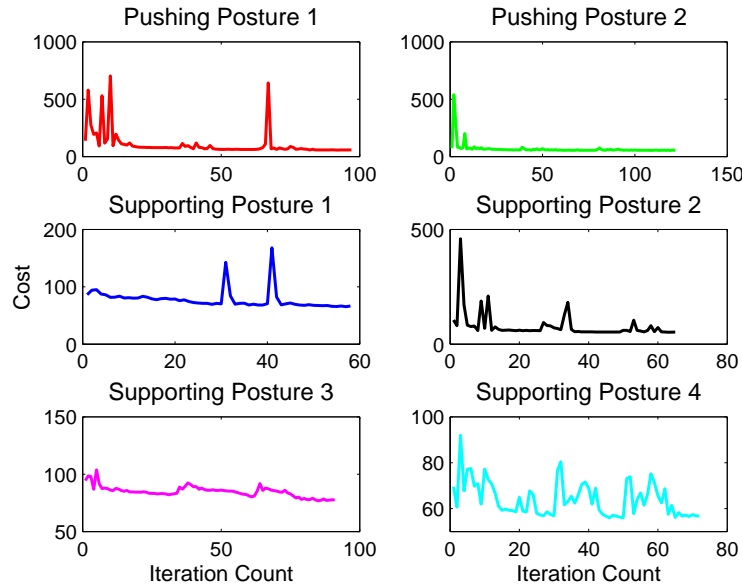 Pushing Posture 1
1000
500
0
0 50 100
Pushing Posture 2
1000
500
0
0 50 100 150
Supporting Posture 1
200
100
0
0 20 40 60
Cost
Supporting Posture 2
500
0
0 20 40 60 80
Supporting Posture 3
150
100
50
0 50 100
Iteration Count
Supporting Posture 4
100
80
60
0 20 40 60 80
Iteration Count